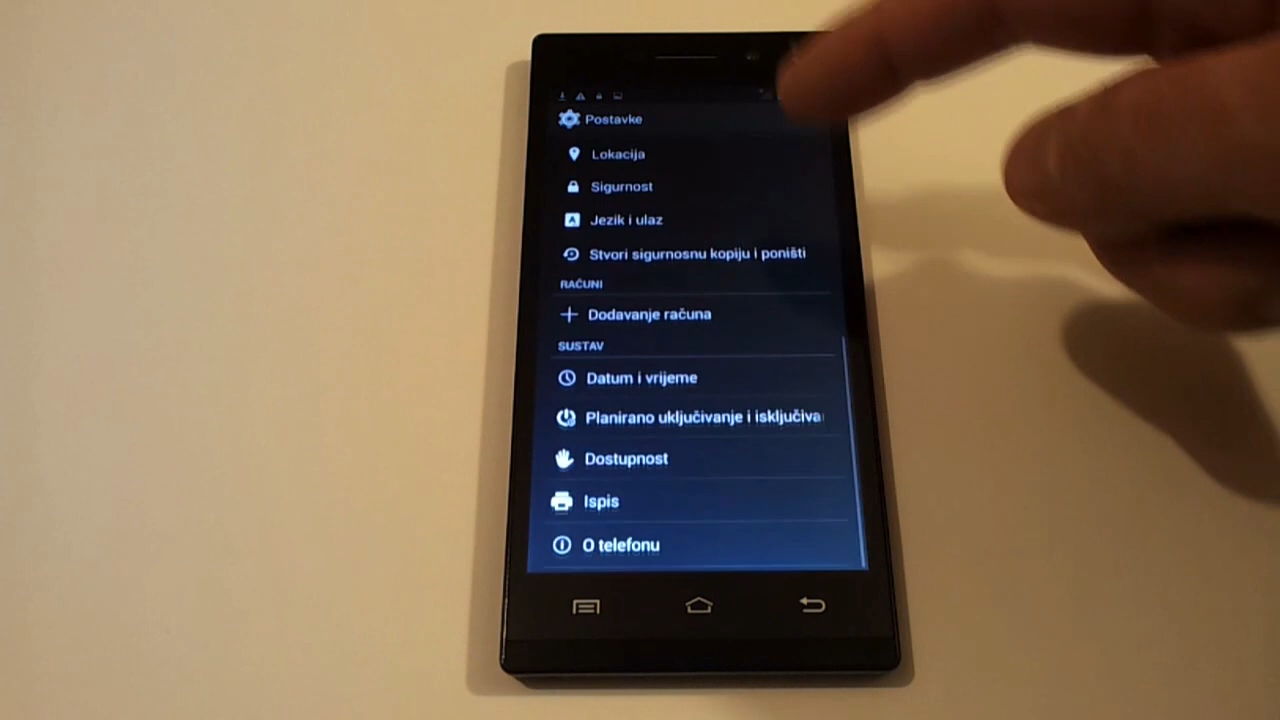 Postavke
Lokacija
Sigurnost
Jezik i ulaz
Stvori sigurnosnu kopiju i poništi
RAČUNI
Dodavanje računa
SUSTAV
Datum i vrijeme
Planirano uključivanje i isključiva
Dostupnost
Ispis
O telefonu